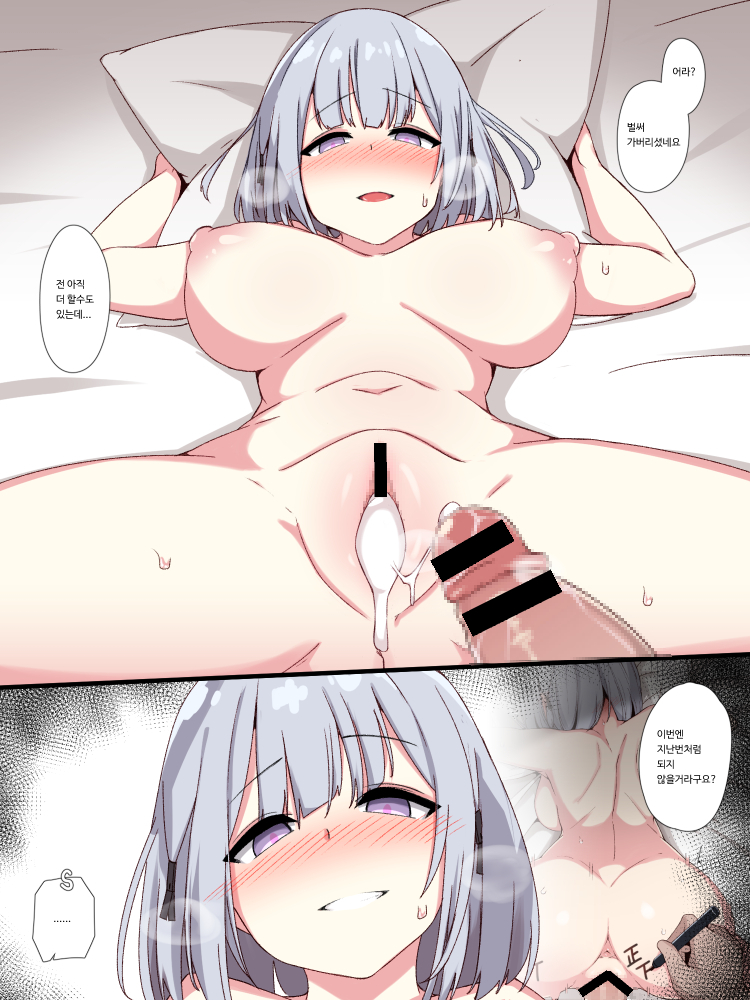 어라?
벌써
가버리셨네요
전 아직
더 할수도
있는데...
이번엔
지난번처럼
되지
않을거라구요?
S
......
正